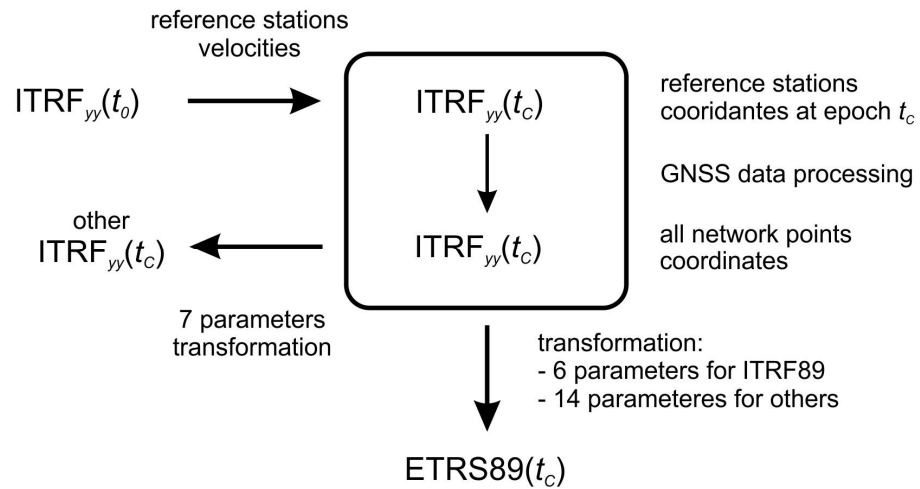 reference stations
velocities
ITRFyy(t0)
ITRFyy(tC)
reference stations
cooridantes at epoch tC
GNSS data processing
other
ITRFyy(tC)
ITRFyy(tC)
all network points
coordinates
7 parameters
transformation
transformation:
- 6 parameters for ITRF89
- 14 parameteres for others
ETRS89(tC)